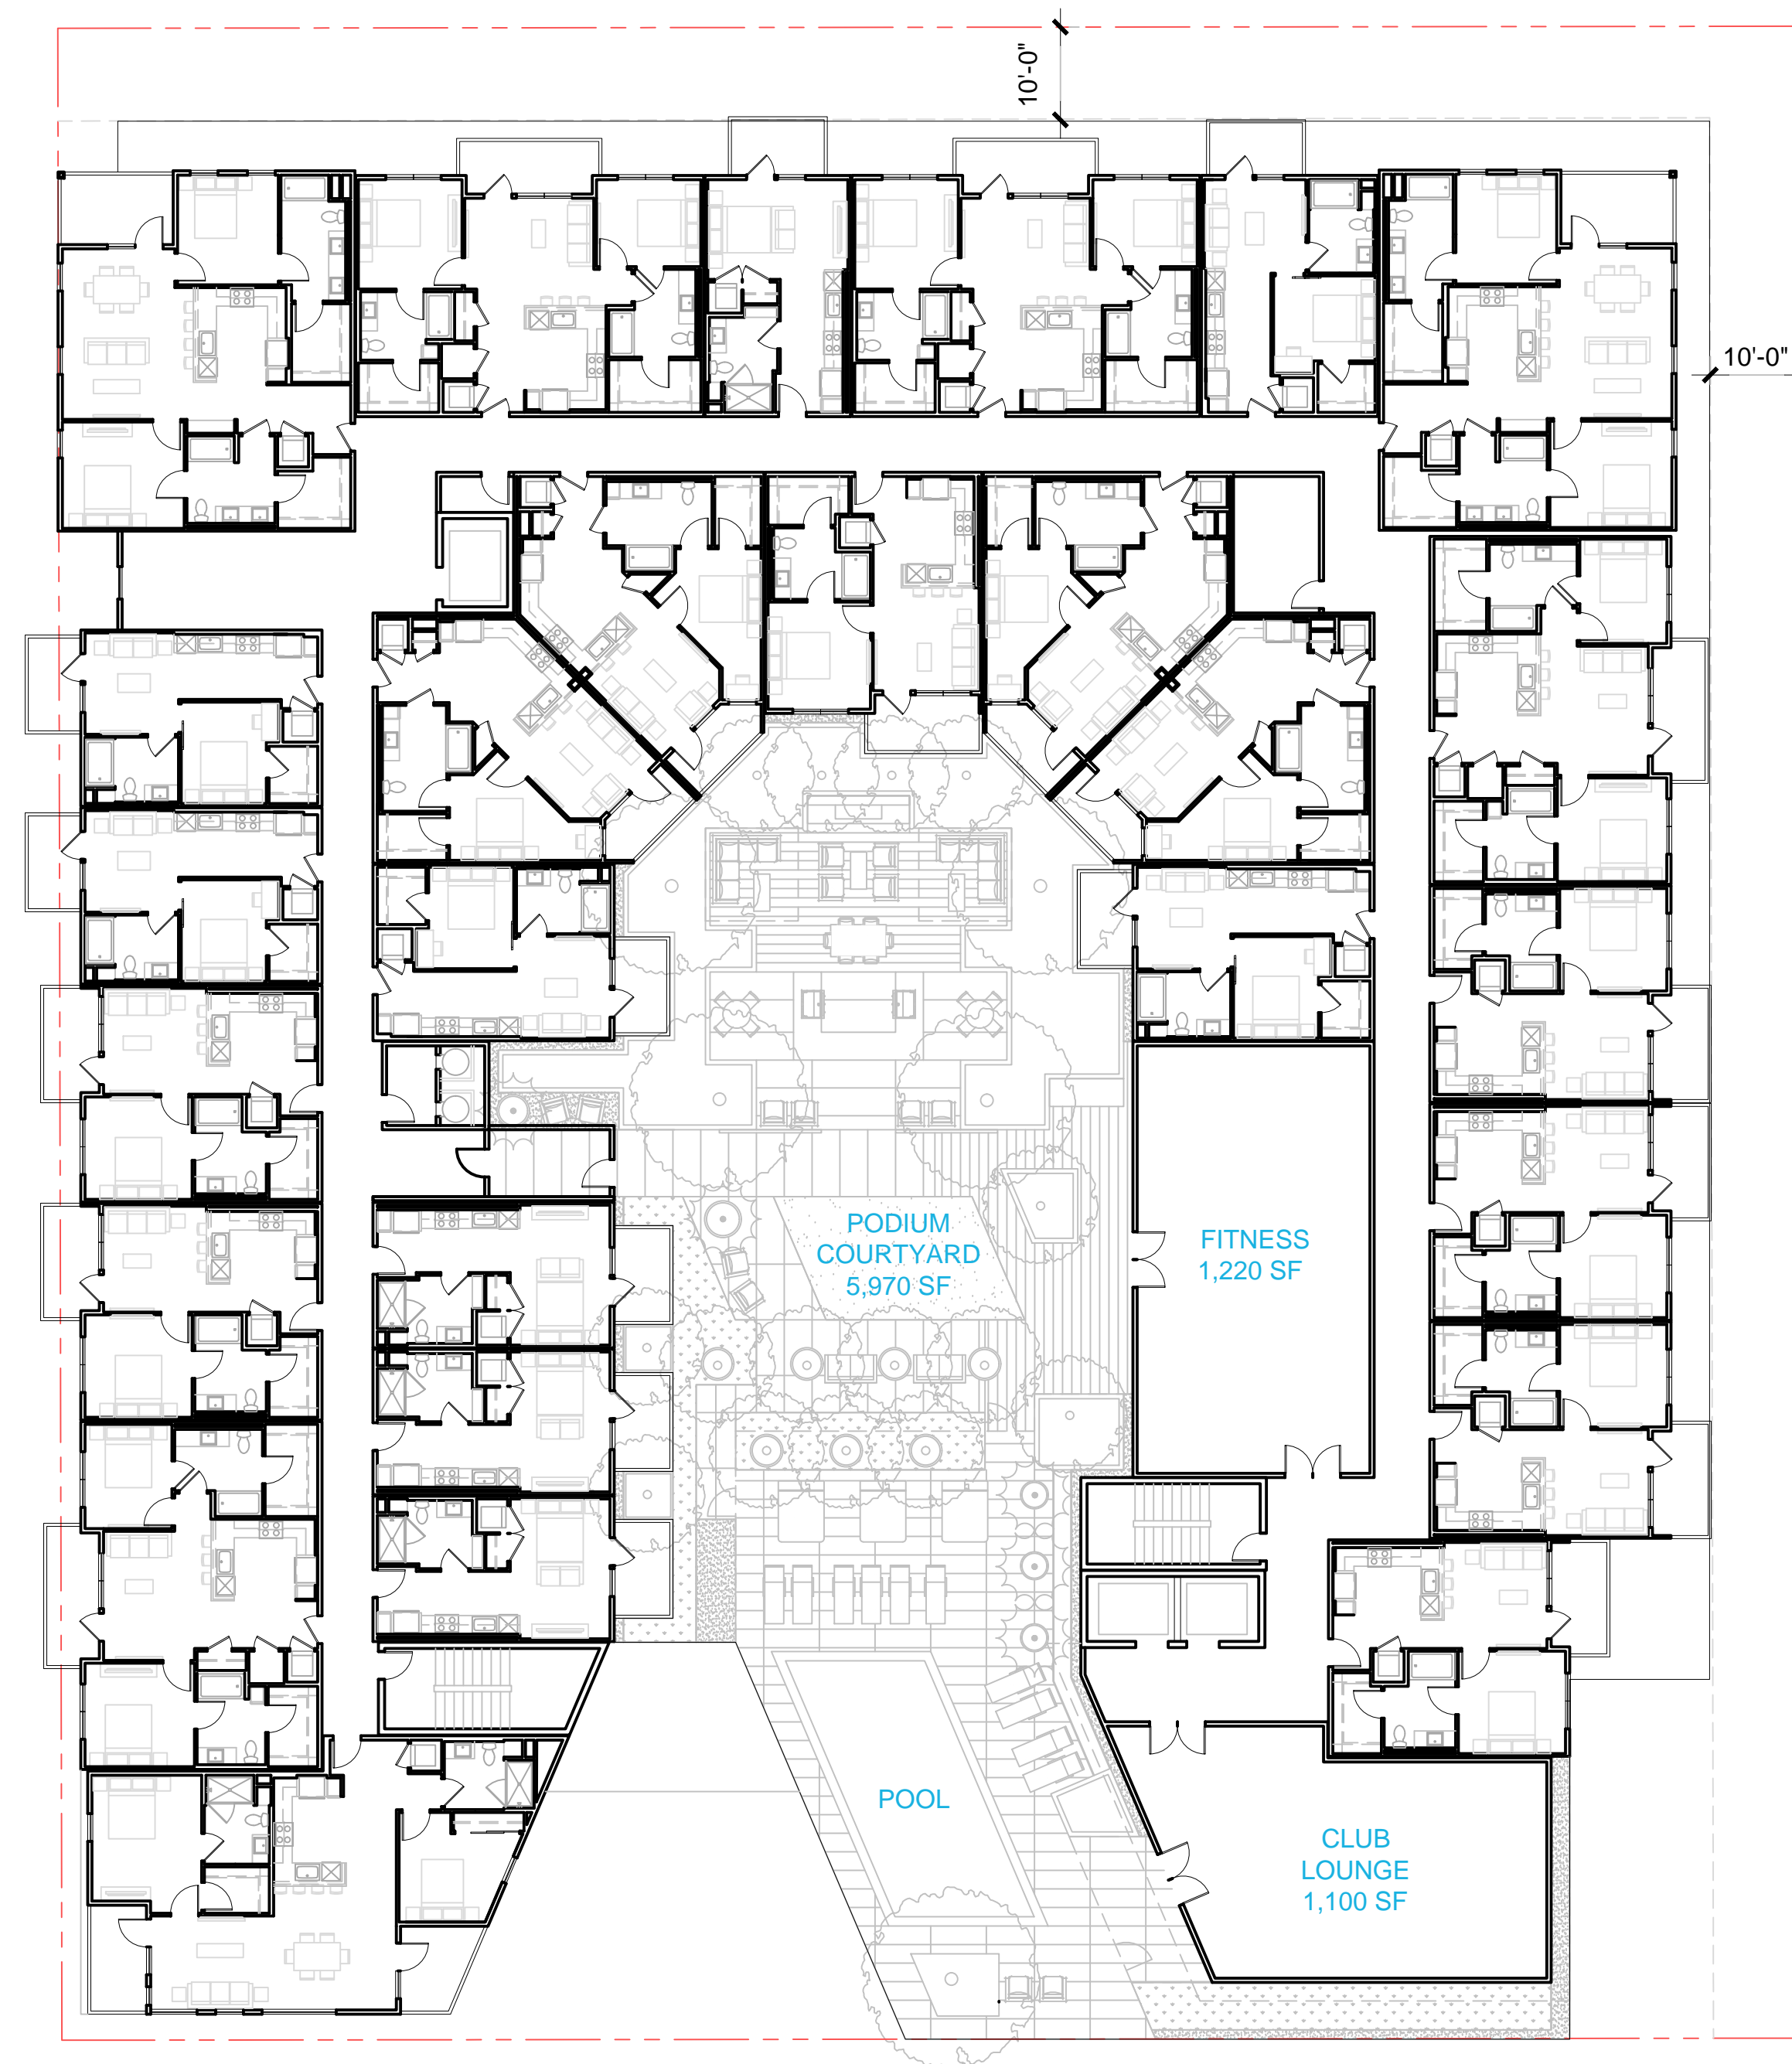 10'-0"
10'-0"
PODIUM
COURTYARD
5,970 SF
FITNESS
1,220 SF
POOL
CLUB
LOUNGE
1,100 SF